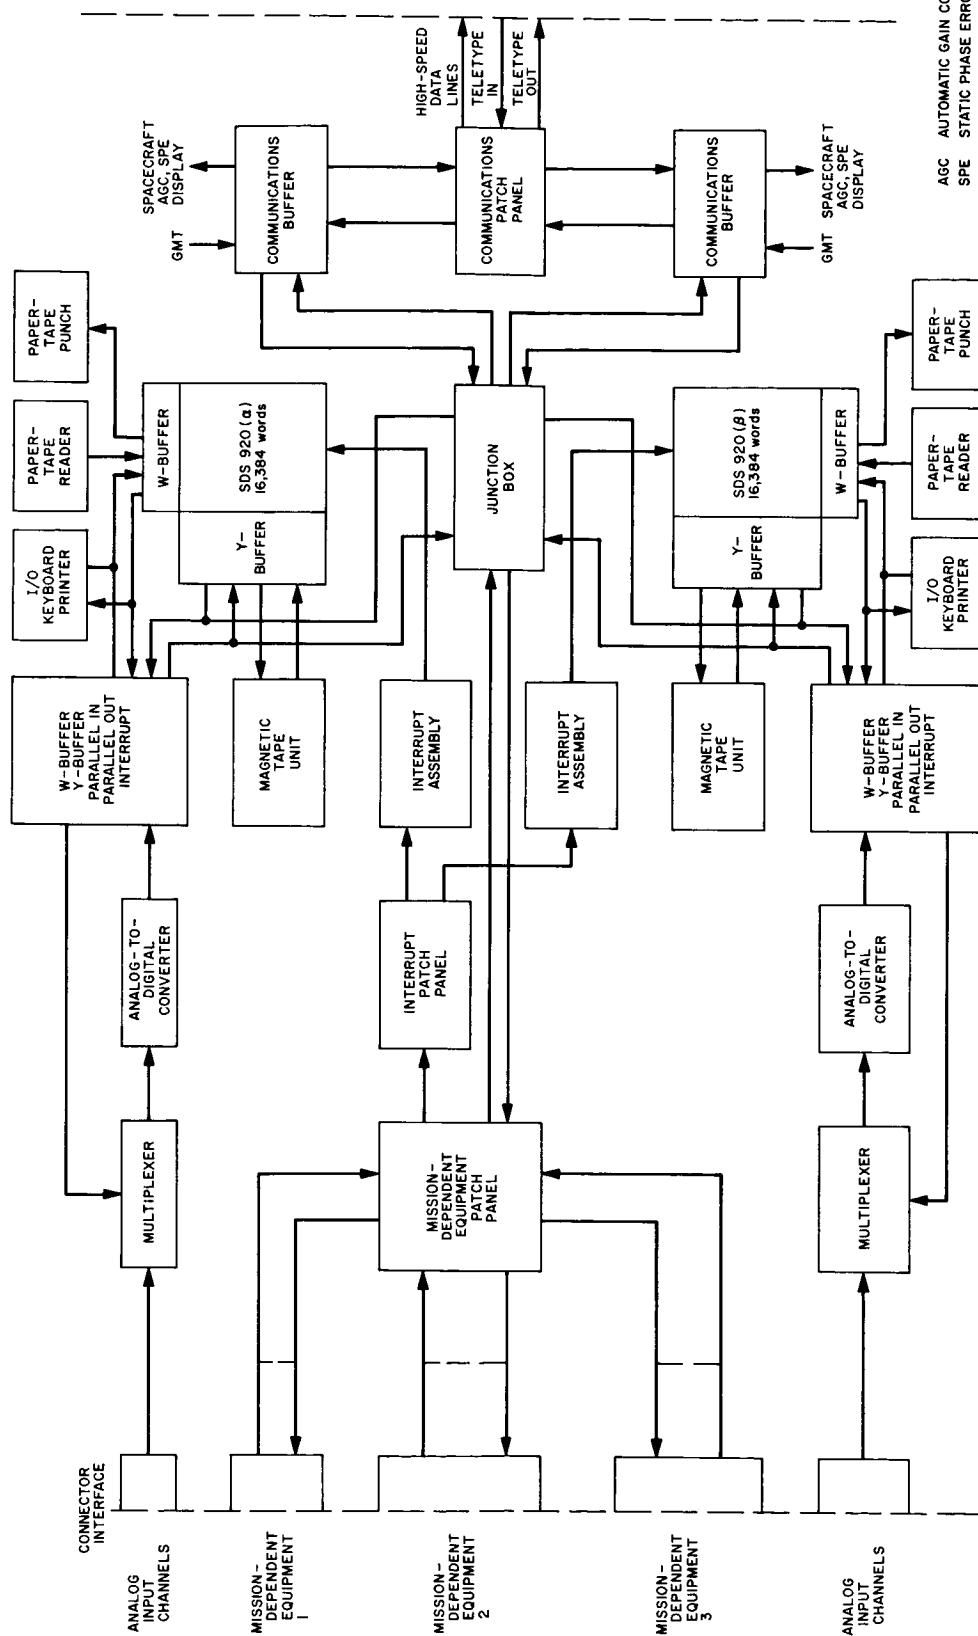 CONNECTOR
INTERFACE
ANALOG
INPUT
CHANNELS
MULTIPLEXER
ANALOG-TO-
DIGITAL
CONVERTER
W-BUFFER
Y-BUFFER
PARALLEL IN
PARALLEL OUT
INTERRUPT
I/O
KEYBOARD
PRINTER
PAPER-
TAPE
READER
PAPER-
TAPE
PUNCH
W-BUFFER
Y-
BUFFER
SDS 920 (α)
16,384 words
MAGNETIC
TAPE
UNIT
GMT
SPACECRAFT
AGC, SPE
DISPLAY
COMMUNICATIONS
BUFFER
MISSION-
DEPENDENT
EQUIPMENT
1
MISSION-
DEPENDENT
EQUIPMENT
2
MISSION-
DEPENDENT
EQUIPMENT
3
MISSION-
DEPENDENT
EQUIPMENT
PATCH
PANEL
INTERRUPT
PATCH
PANEL
INTERRUPT
ASSEMBLY
INTERRUPT
ASSEMBLY
JUNCTION
BOX
COMMUNICATIONS
PATCH
PANEL
HIGH-SPEED
DATA
LINES
TELETYPE
IN
TELETYPE
OUT
COMMUNICATIONS
BUFFER
GMT
SPACECRAFT
AGC, SPE
DISPLAY
MAGNETIC
TAPE
UNIT
Y-
BUFFER
SDS 920 (β)
16,384 words
W-BUFFER
ANALOG
INPUT
CHANNELS
MULTIPLEXER
ANALOG-TO-
DIGITAL
CONVERTER
W-BUFFER
Y-BUFFER
PARALLEL IN
PARALLEL OUT
INTERRUPT
I/O
KEYBOARD
PRINTER
PAPER-
TAPE
READER
PAPER-
TAPE
PUNCH
AGC AUTOMATIC GAIN
SPE STATIC PHASE